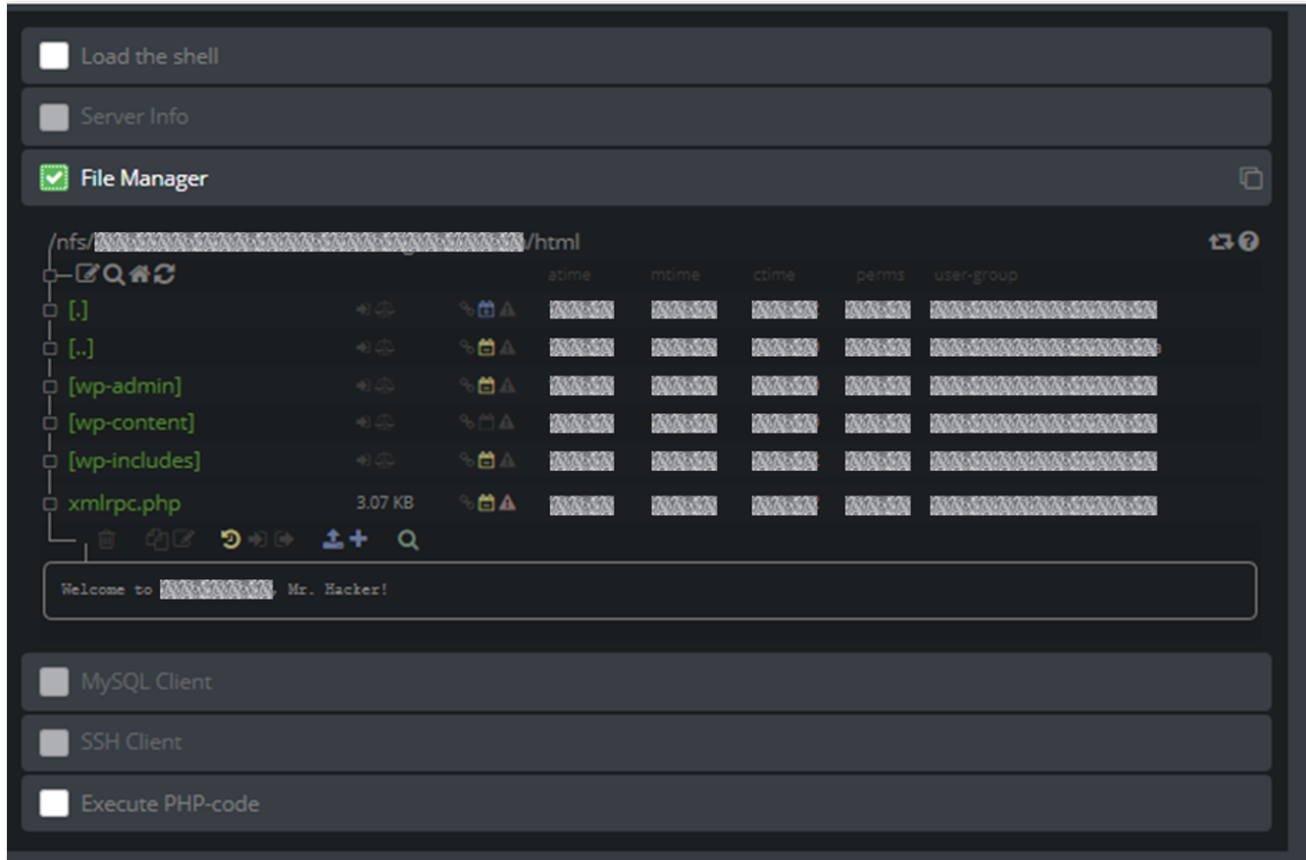 Load the shell
Server Info
File Manager
/nfs/ /html
atime mtime ctime perms user-group
[.]
[..]
[wp-admin]
[wp-content]
[wp-includes]
xmlrpc.php 3.07 KB
Welcome to , Mr. Hacker!
MySQL Client
SSH Client
Execute PHP-code